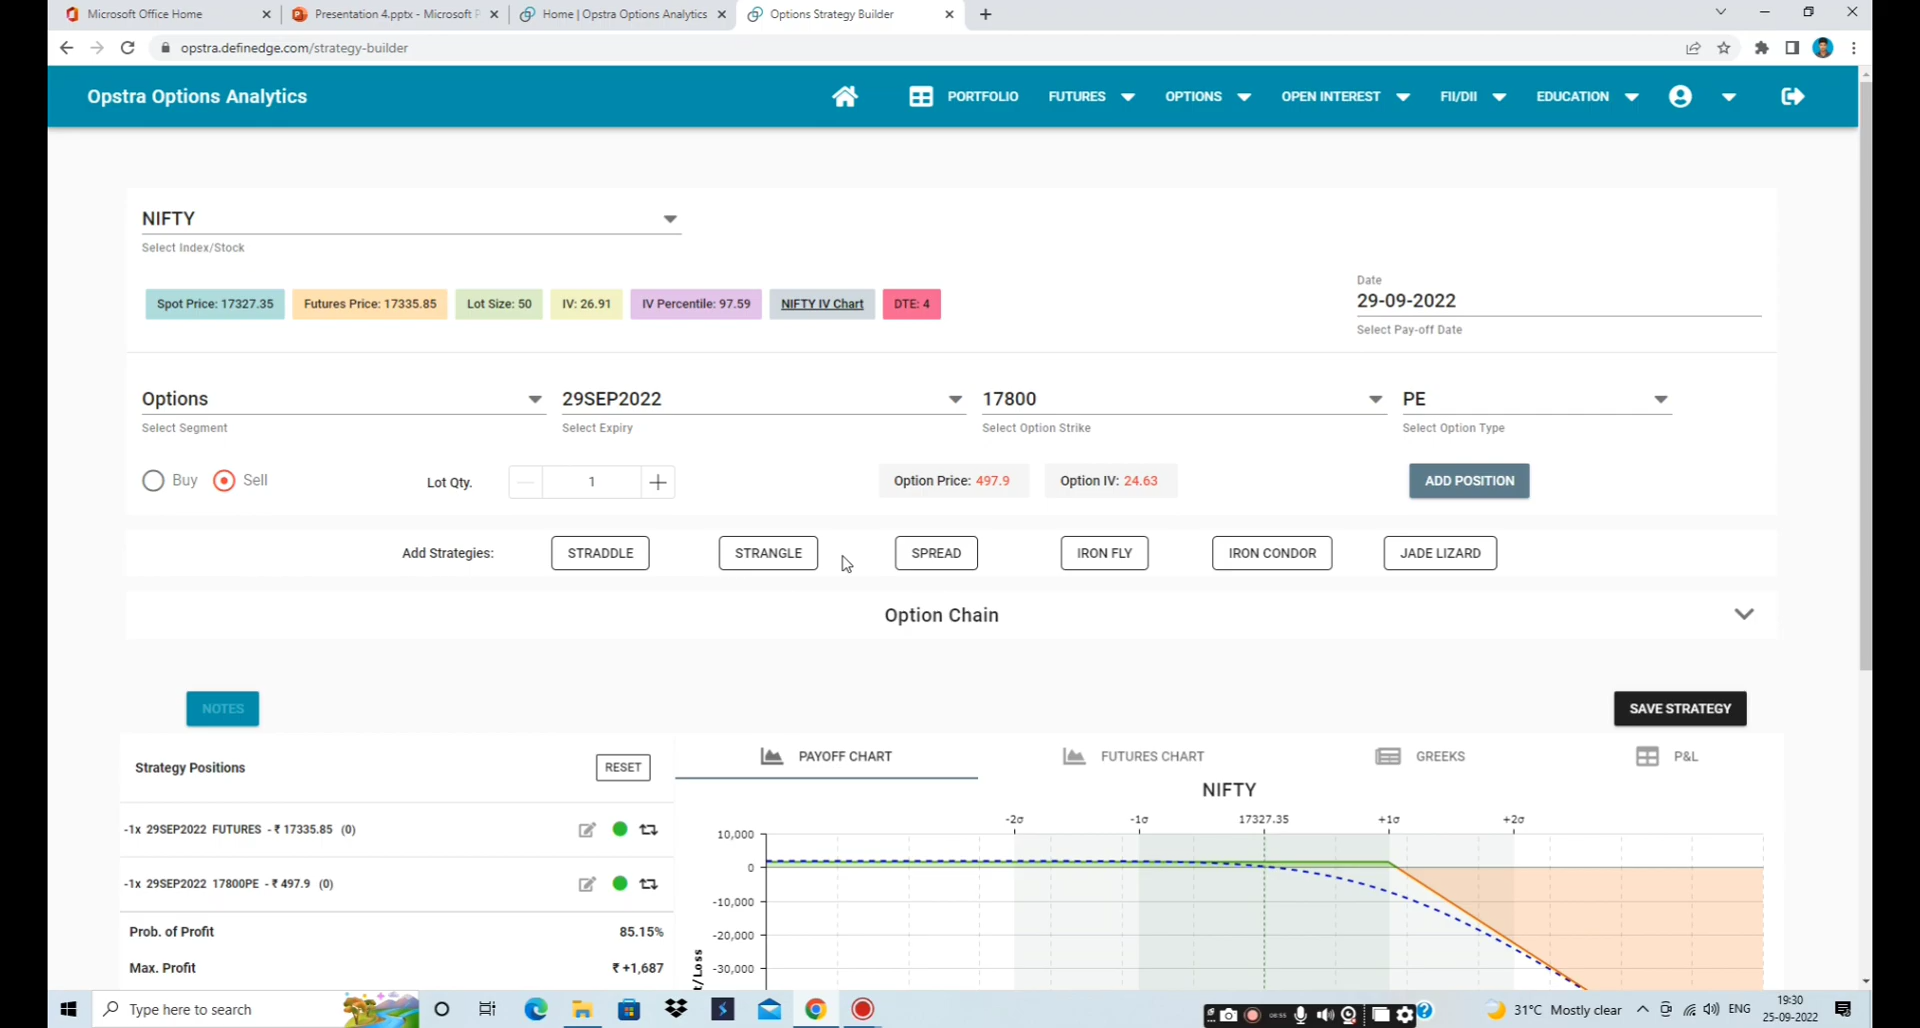 Microsoft Office Home
Presentation 4.pptx - Microsoft P
Home | Opstra Options Analytics
Options Strategy Builder
opstra.definedge.com/strategy-builder
Opstra Options Analytics
PORTFOLIO
FUTURES
OPTIONS
OPEN INTEREST
FII/DII
EDUCATION
NIFTY
Select Index/Stock
Spot Price: 17327.35
Futures Price: 17335.85
Lot Size: 50
IV: 26.91
IV Percentile: 97.59
NIFTY IV Chart
DTE: 4
Date
29-09-2022
Select Pay-off Date
Options
Select Segment
29SEP2022
Select Expiry
17800
Select Option Strike
PE
Select Option Type
Buy
Sell
Lot Qty.
1
Option Price: 497.9
Option IV: 24.63
ADD POSITION
Add Strategies:
STRADDLE
STRANGLE
SPREAD
IRON FLY
IRON CONDOR
JADE LIZARD
Option Chain
NOTES
SAVE STRATEGY
Strategy Positions
RESET
-1x 29SEP2022 FUTURES - ₹ 17335.85 (0)
-1x 29SEP2022 17800PE - ₹ 497.9 (0)
Prob. of Profit
85.15%
Max. Profit
₹ +1,687
PAYOFF CHART
FUTURES CHART
GREEKS
P&L
NIFTY
-2σ
-1σ
17327.35
+1σ
+2σ
10,000
0
-10,000
-20,000
-30,000
t/Loss
Type here to search
31°C Mostly clear
ENG
19:30
25-09-2022